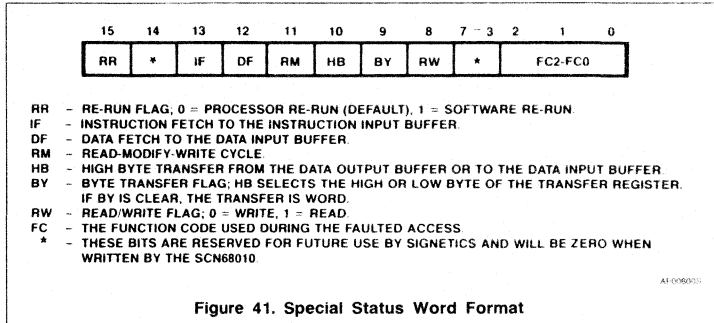 15 14 13 12 11 10 9 8 7 - 3 2 1 0
RR * IF DF RM HB BY RW * FC2-FC0
RR – RE-RUN FLAG; 0 = PROCESSOR RE-RUN (DEFAULT), 1 = SOFTWARE RE-RUN.
IF – INSTRUCTION FETCH TO THE INSTRUCTION INPUT BUFFER.
DF – DATA FETCH TO THE DATA INPUT BUFFER.
RM – READ-MODIFY-WRITE CYCLE.
HB – HIGH BYTE TRANSFER FROM THE DATA OUTPUT BUFFER OR TO THE DATA INPUT BUFFER.
BY – BYTE TRANSFER FLAG; HB SELECTS THE HIGH OR LOW BYTE OF THE TRANSFER REGISTER.
IF BY IS CLEAR, THE TRANSFER IS WORD.
RW – READ/WRITE FLAG; 0 = WRITE, 1 = READ.
FC – THE FUNCTION CODE USED DURING THE FAULTED ACCESS.
* – THESE BITS ARE RESERVED FOR FUTURE USE BY SIGNETICS AND WILL BE ZERO WHEN
WRITTEN BY THE SCN68010.
Figure 41. Special Status Word Format